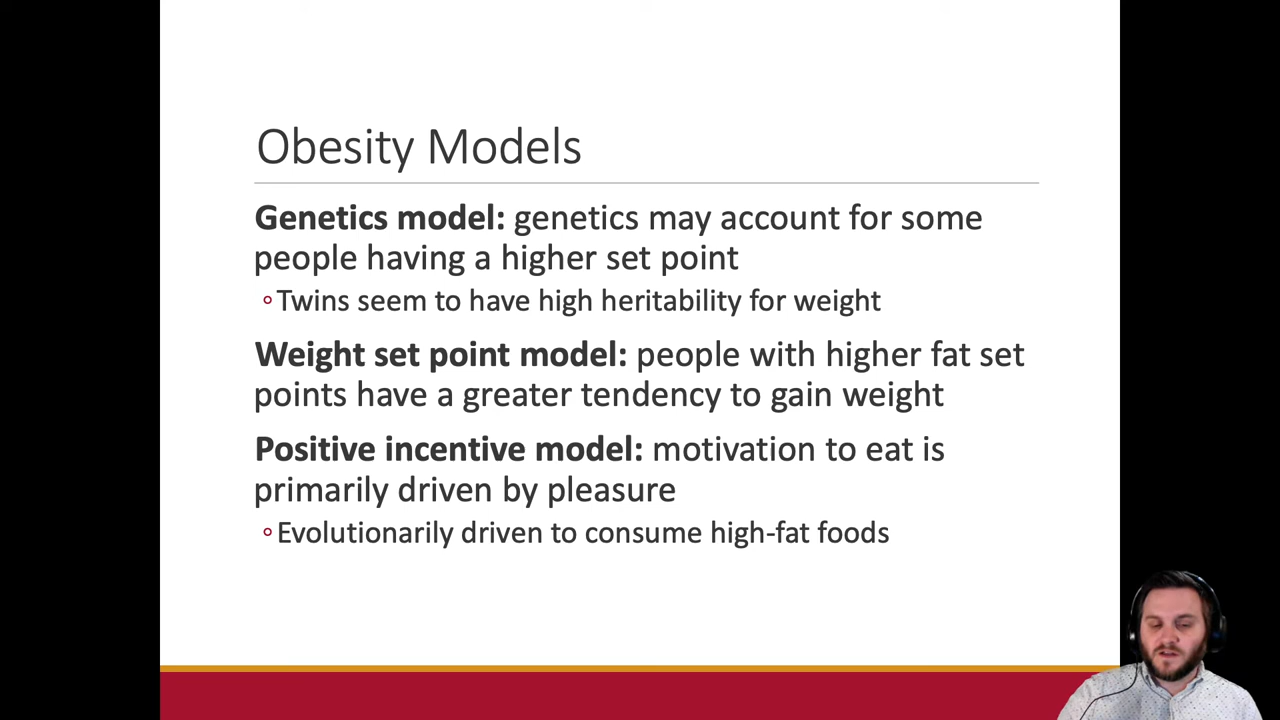 Obesity Models
Genetics model: genetics may account for some
people having a higher set point
◦Twins seem to have high heritability for weight
Weight set point model: people with higher fat set
points have a greater tendency to gain weight
Positive incentive model: motivation to eat is
primarily driven by pleasure
◦Evolutionarily driven to consume high-fat foods